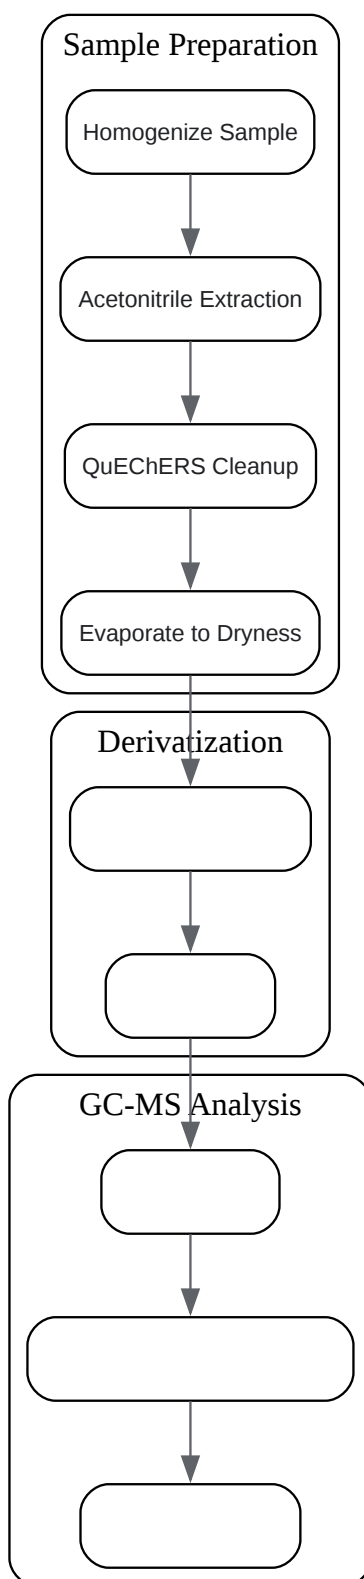 Sample Preparation
Homogenize Sample
Acetonitrile Extraction
QuEChERS Cleanup
Evaporate to Dryness
Derivatization
GC-MS Analysis